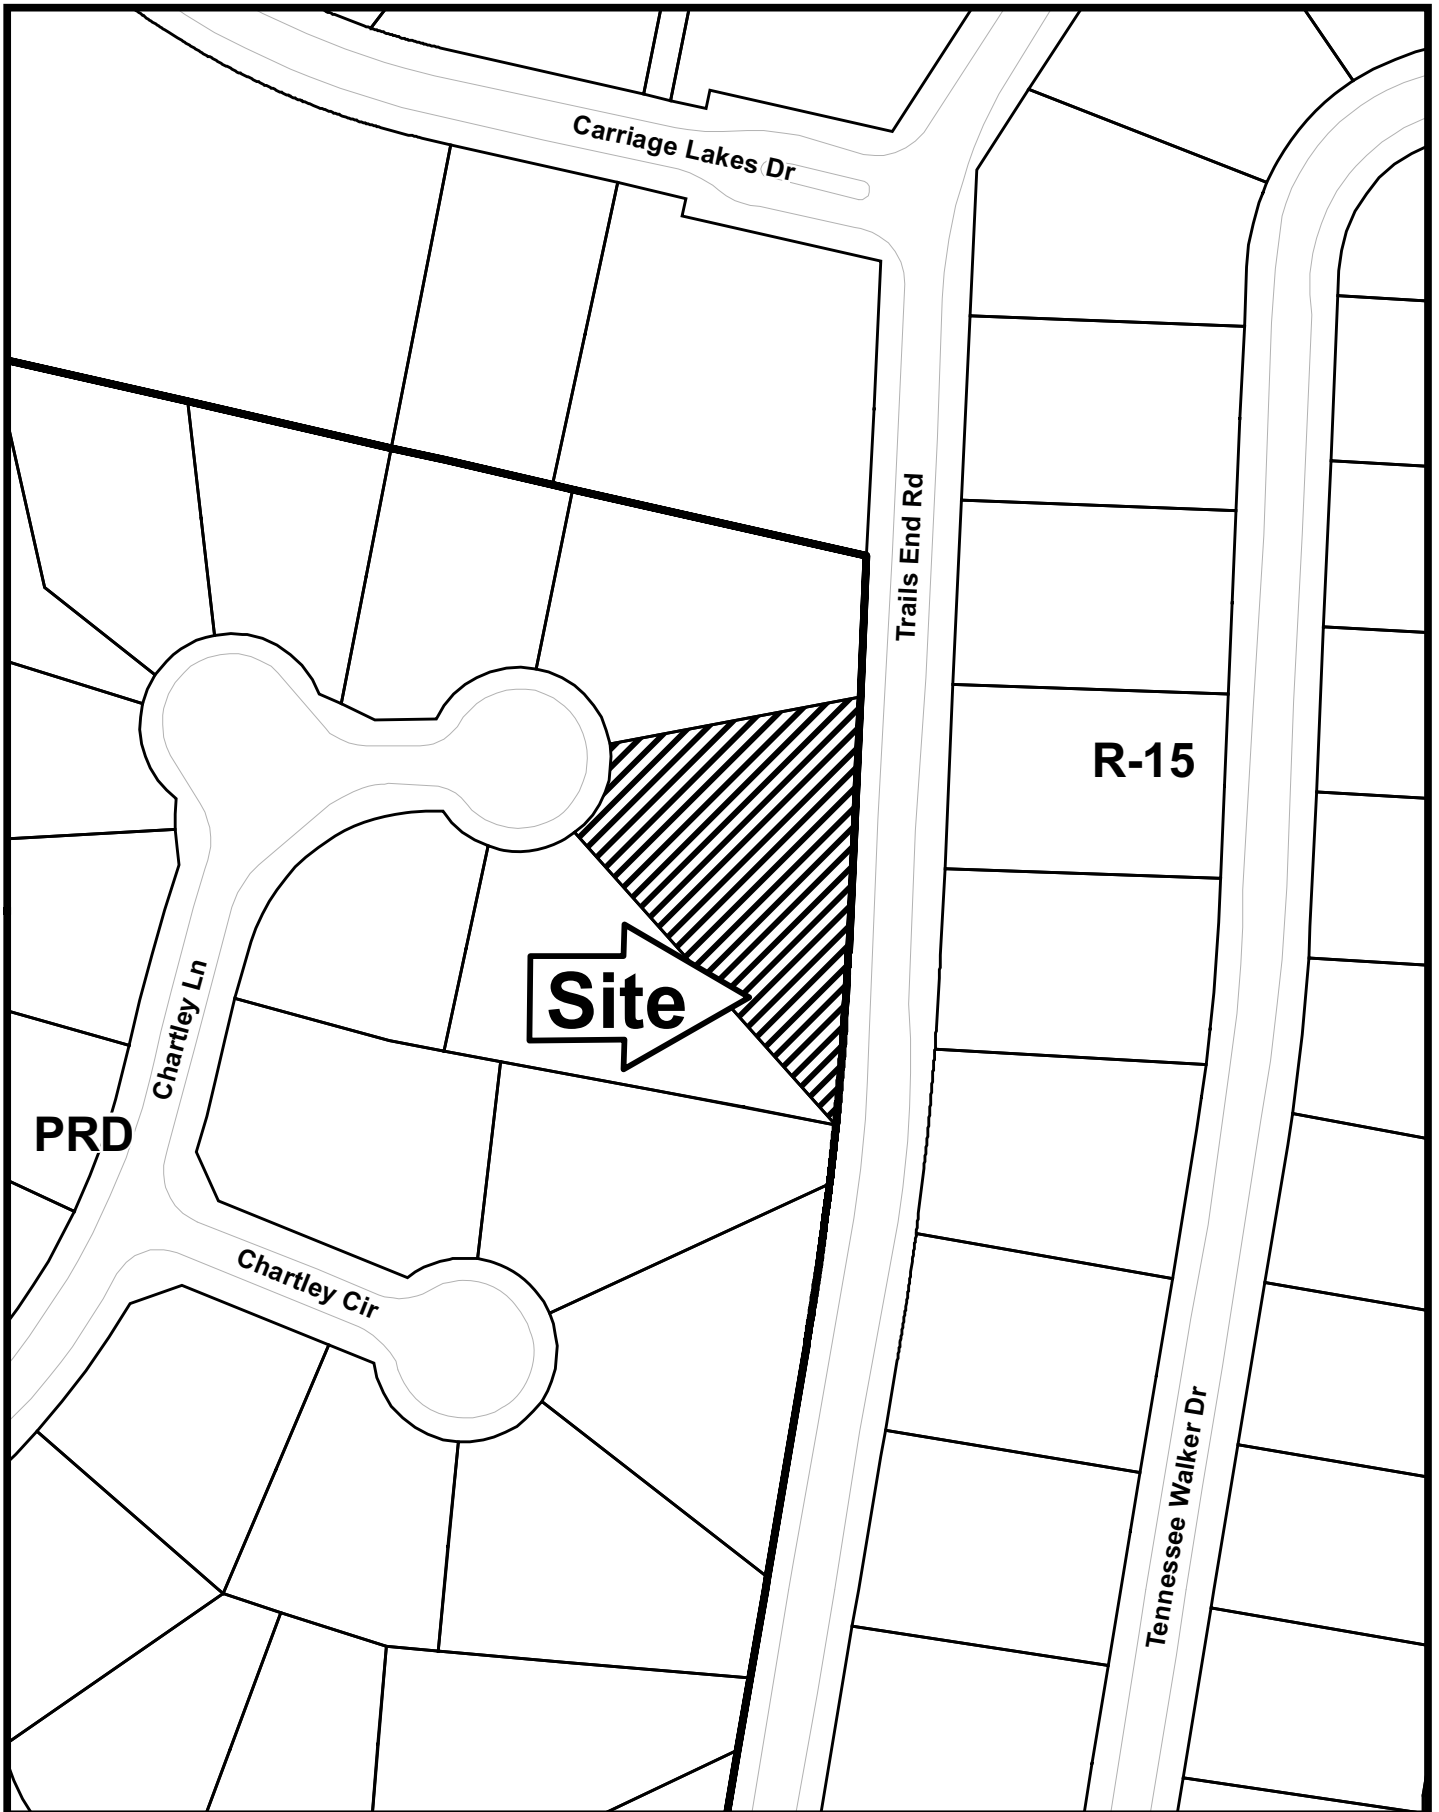 Carriage Lakes Dr
Trails End Rd
R-15
Site
Chartley Ln
PRD
Chartley Cir
Tennessee Walker Dr